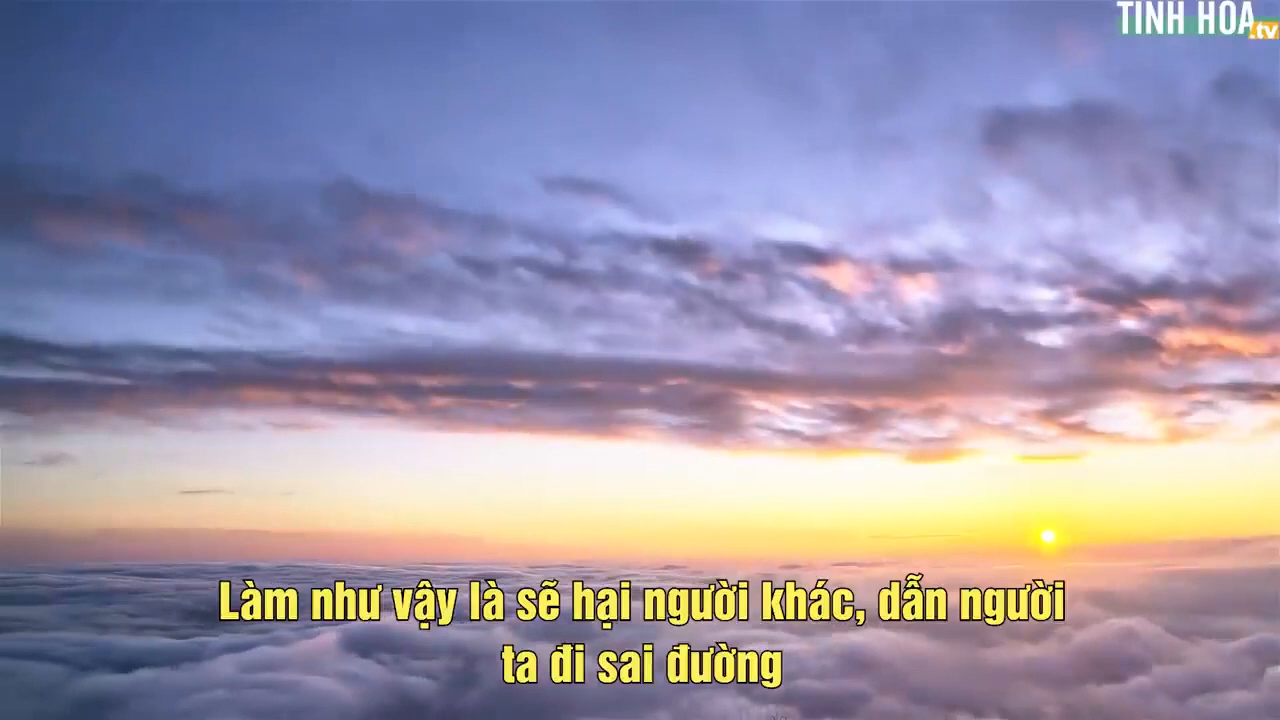 TINH HOA
.tv
Làm như vậy là sẽ hại người khác, dẫn người
ta đi sai đường